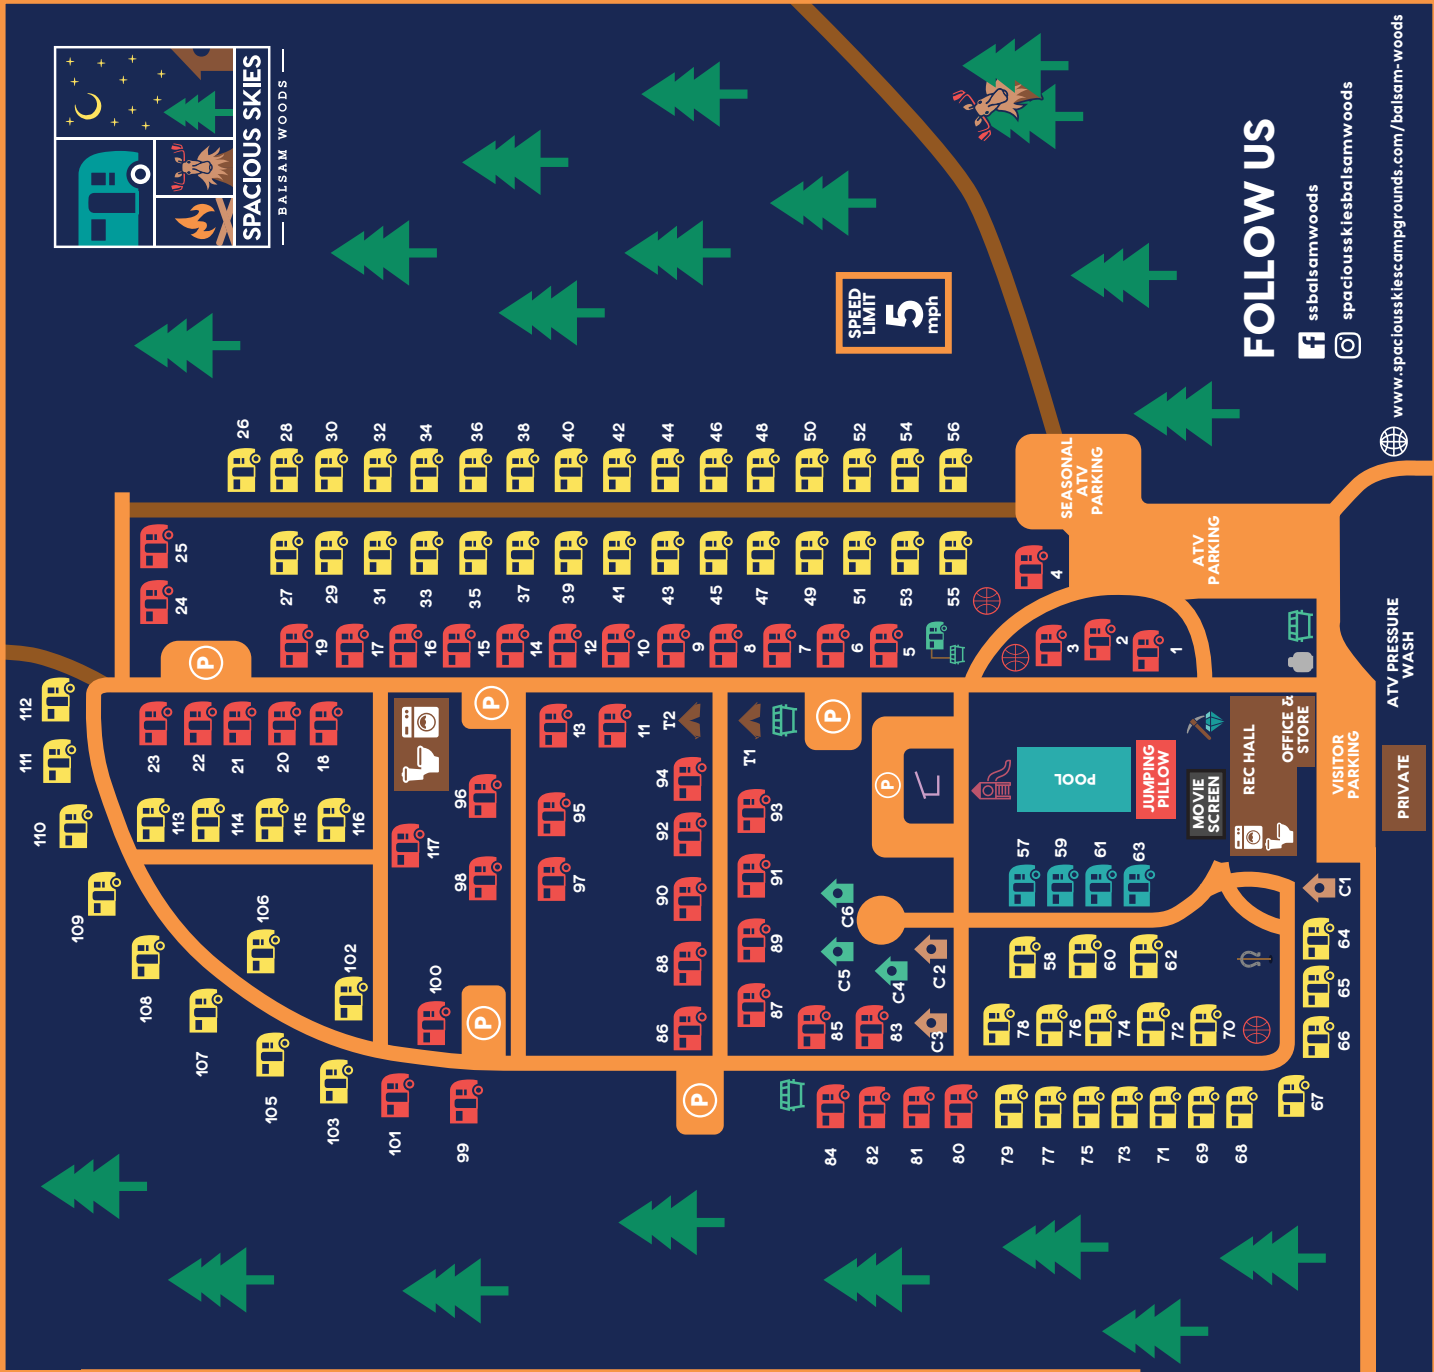 SPACIOUS SKIES
BALSAM WOODS
SPEED
LIMIT
5
mph
FOLLOW US
ssbalsamwoods
spaciousskiesbalsamwoods
www.spaciousskiescampgrounds.com/balsam-woods
26
28
30
32
34
36
38
40
42
44
46
48
50
52
54
56
SEASONAL
ATV
PARKING
ATV
PARKING
25
24
27
29
31
33
35
37
39
41
43
45
47
49
51
53
55
4
19
17
16
15
14
12
10
9
8
7
6
5
3
2
1
ATV PRESSURE
WASH
P
P
P
P
P
P
112
111
110
109
108
107
105
103
101
99
23
22
21
20
18
113
114
115
116
106
102
100
117
96
98
13
11
95
97
T2
T1
94
92
90
88
86
93
91
89
87
85
83
C6
C5
C4
C2
C3
POOL
JUMPING
PILLOW
MOVIE
SCREEN
REC HALL
OFFICE &
STORE
VISITOR
PARKING
PRIVATE
57
59
61
63
58
60
62
78
76
74
72
70
C1
64
65
66
67
84
82
81
80
79
77
75
73
71
69
68